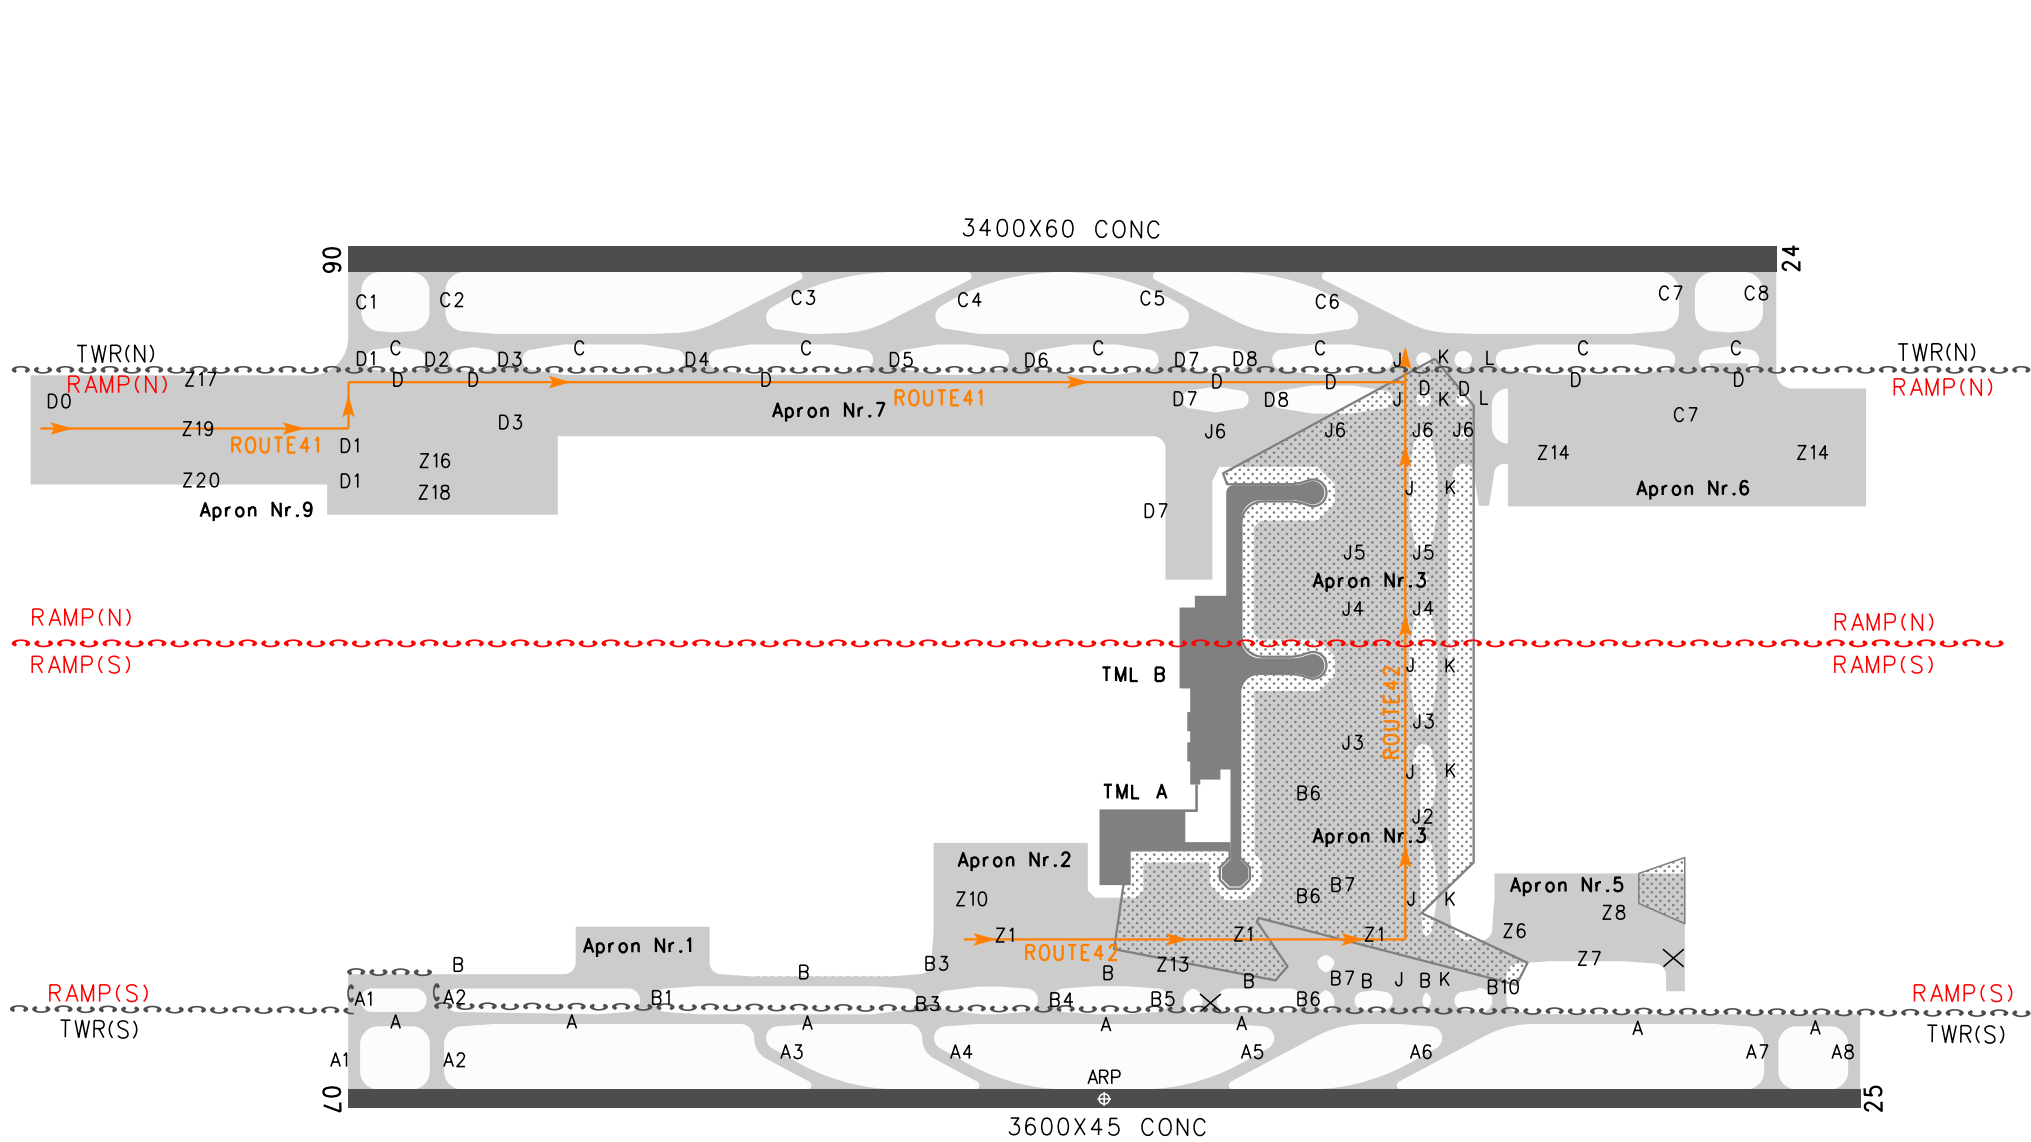 3400X60 CONC
06
24
C1
C2
C3
C4
C5
C6
C7
C8
TWR(N)
RAMP(N)
Z17
D1
C
D2
D3
C
D4
C
D5
D6
C
D7
D8
C
J
K
L
C
C
TWR(N)
RAMP(N)
D0
D
D
D
D
D
D
D
D
D
Z19
ROUTE41
ROUTE41
Apron Nr.7
D3
D7
D8
J
K
L
C7
D1
J6
J6
J6
J6
Z16
Z14
Z14
Z20
D1
Z18
J
K
Apron Nr.6
Apron Nr.9
D7
J5
J5
Apron Nr.3
J4
J4
RAMP(N)
RAMP(N)
RAMP(S)
RAMP(S)
J
K
TML B
ROUTE42
J3
J3
J
K
TML A
B6
J2
Apron Nr.3
Apron Nr.2
Z10
B6
B7
J
K
Apron Nr.5
Z8
Z6
Z7
Apron Nr.1
Z1
Z1
Z1
ROUTE42
B
B
B3
B
Z13
B
B7
B
J
B
K
B10
RAMP(S)
A1
A2
B1
B3
B4
B5
B6
RAMP(S)
TWR(S)
A
A
A
A
A
A
A
TWR(S)
A1
A2
A3
A4
A5
A6
A7
A8
ARP
07
25
3600X45 CONC